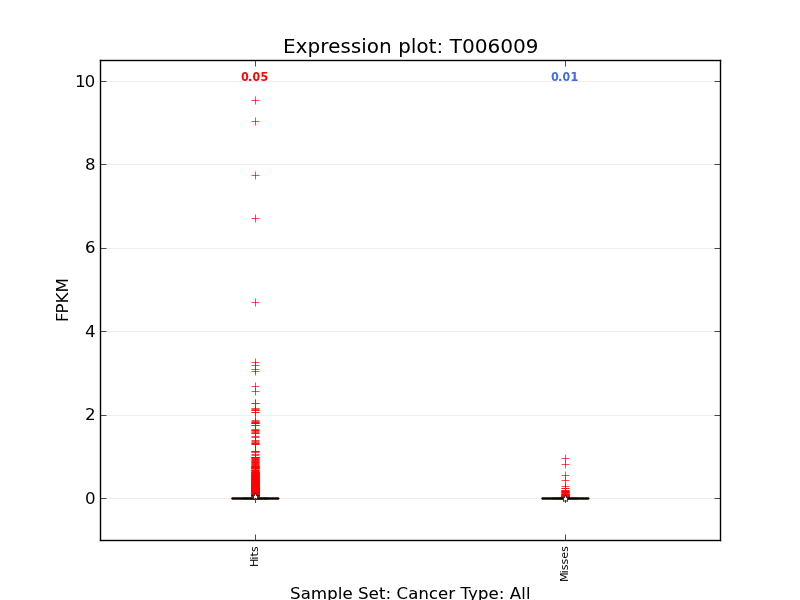 Expression plot: T006009
0.05
0.01
10
8
6
4
2
0
FPKM
Hits
Misses
Sample Set: Cancer Type: All